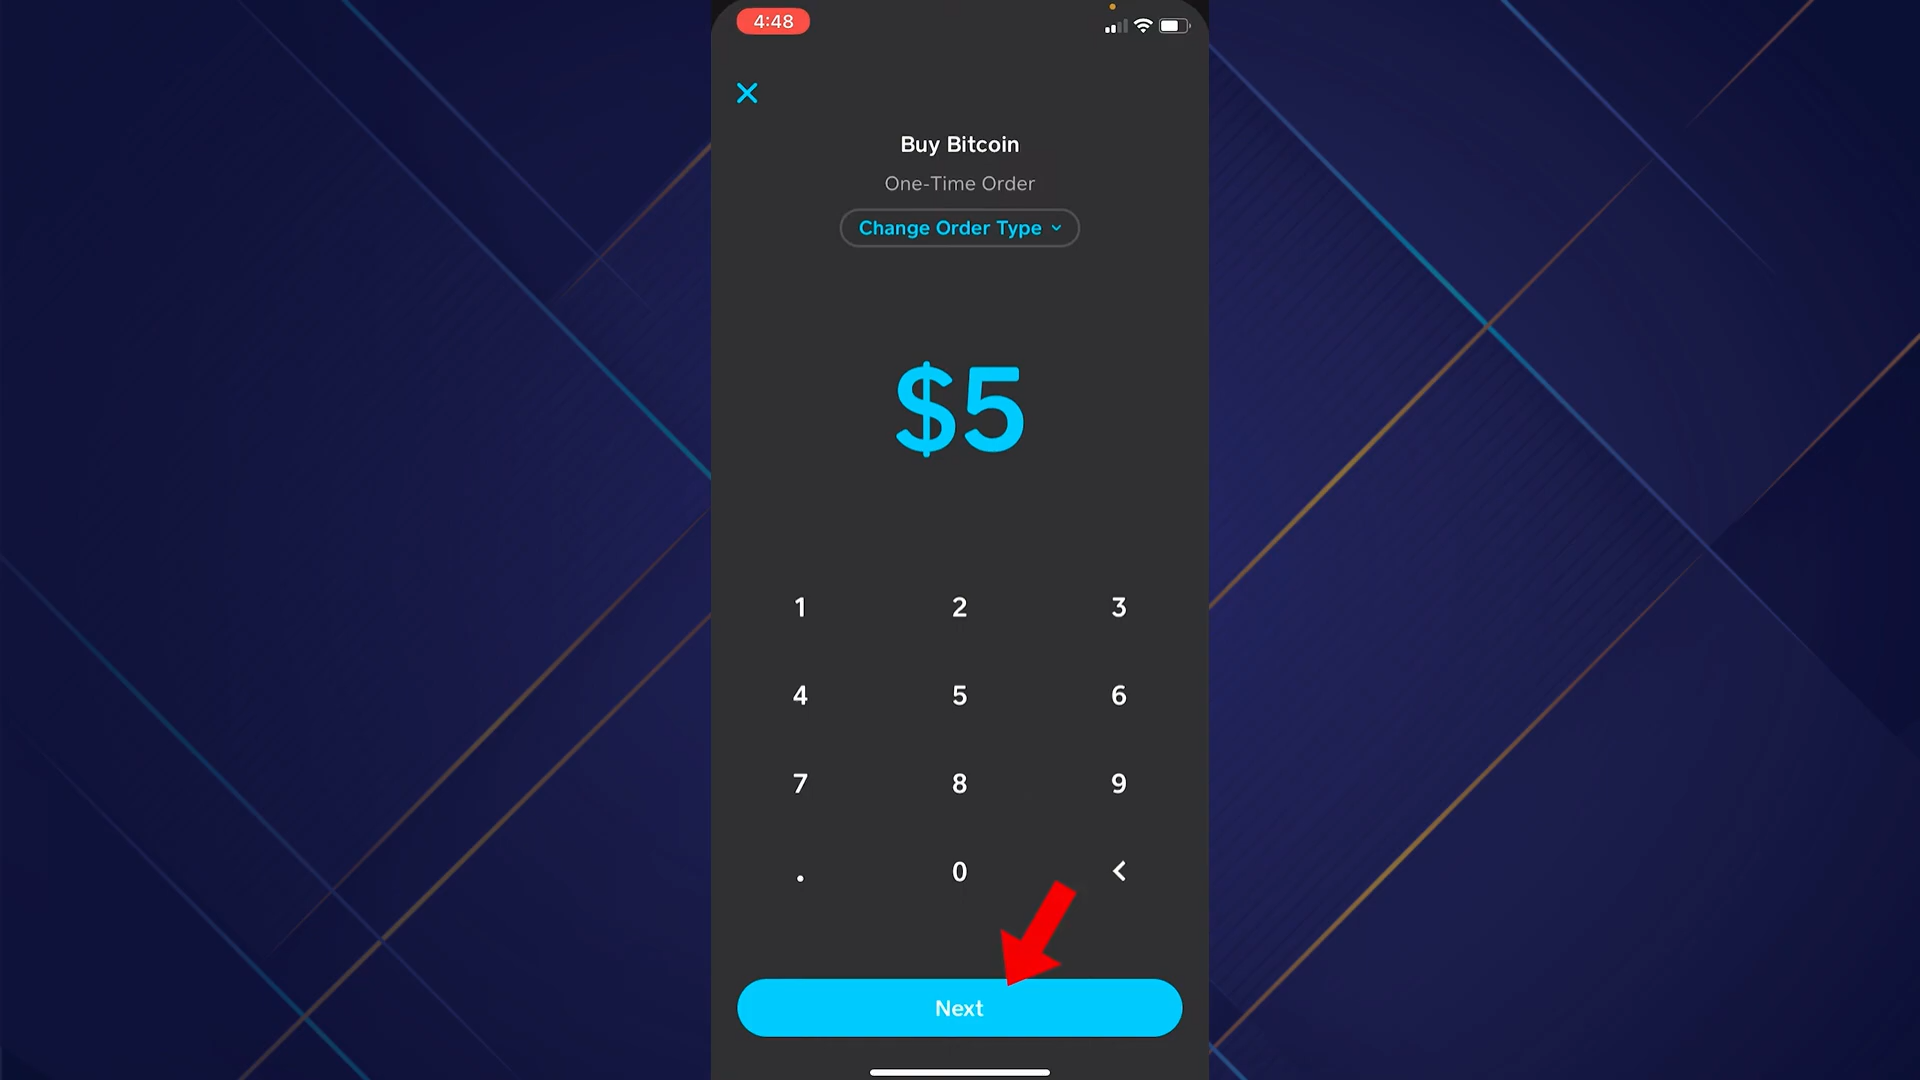 4:48
Buy Bitcoin
One-Time Order
Change Order Type
$5
1 2 3
4 5 6
7 8 9
. 0
Next